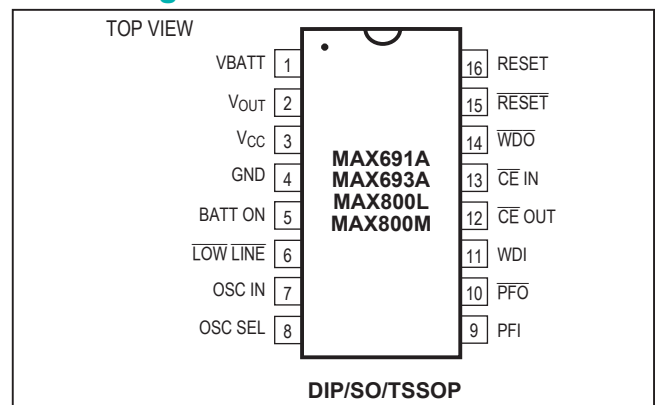 TOP VIEW
VBATT 1
VOUT 2
VCC 3
GND 4
BATT ON 5
LOW LINE 6
OSC IN 7
OSC SEL 8
MAX691A
MAX693A
MAX800L
MAX800M
16 RESET
15 RESET
14 WDO
13 CE IN
12 CE OUT
11 WDI
10 PFO
9 PFI
DIP/SO/TSSOP